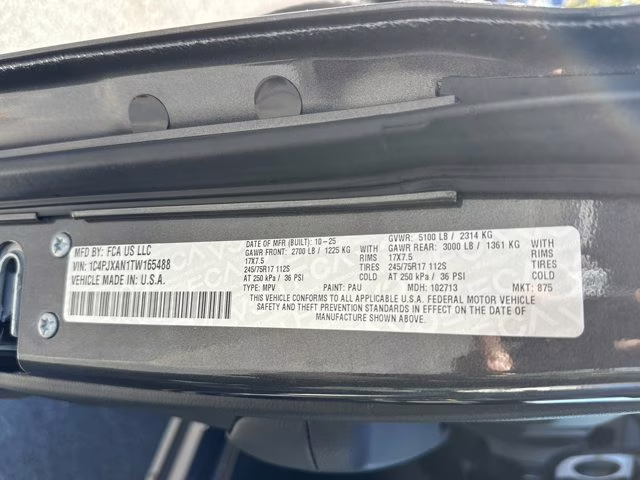 MFD BY: FCA US LLC
VIN: 1C4PJXAN1TW165488
VEHICLE MADE IN: U.S.A.
DATE OF MFR (BUILT): 10-25
GAWR FRONT: 2700 LB / 1225 KG WITH
17X7.5 RIMS
245/75R17 112S TIRES
AT 250 kPa / 36 PSI COLD
GVWR: 5100 LB / 2314 KG
GAWR REAR: 3000 LB / 1361 KG WITH
17X7.5 RIMS
245/75R17 112S TIRES
AT 250 kPa / 36 PSI COLD
TYPE: MPV PAINT: PAU MDH: 102713 MKT: 875
THIS VEHICLE CONFORMS TO ALL APPLICABLE U.S.A. FEDERAL MOTOR VEHICLE
SAFETY AND THEFT PREVENTION STANDARDS IN EFFECT ON THE DATE OF
MANUFACTURE SHOWN ABOVE.